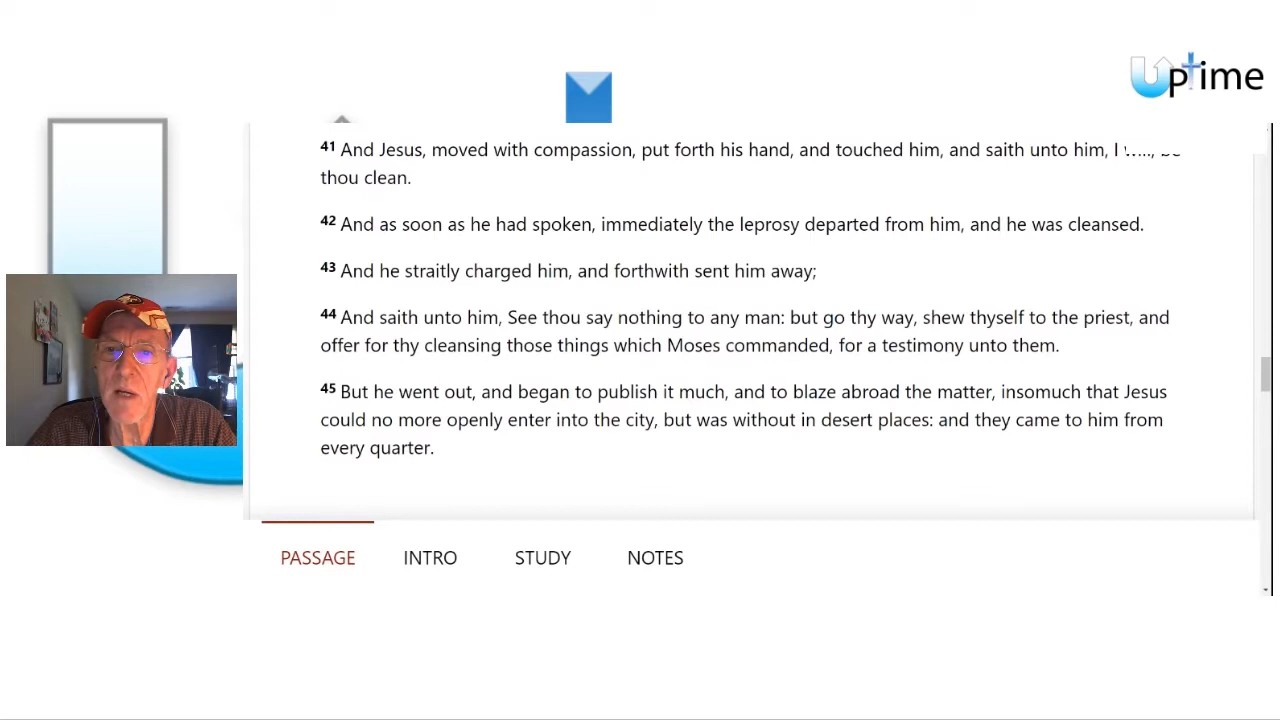 Uptime
41 And Jesus, moved with compassion, put forth his hand, and touched him, and saith unto him, I
thou clean.
42 And as soon as he had spoken, immediately the leprosy departed from him, and he was cleansed.
43 And he straitly charged him, and forthwith sent him away;
44 And saith unto him, See thou say nothing to any man: but go thy way, shew thyself to the priest, and
offer for thy cleansing those things which Moses commanded, for a testimony unto them.
45 But he went out, and began to publish it much, and to blaze abroad the matter, insomuch that Jesus
could no more openly enter into the city, but was without in desert places: and they came to him from
every quarter.
PASSAGE INTRO STUDY NOTES